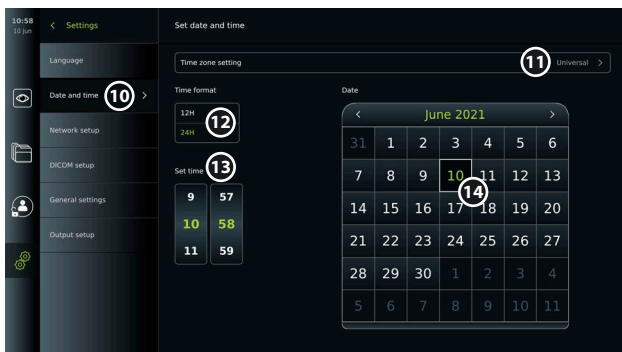 10:58
10 Jun
< Settings
Set date and time
Language
Date and time 10 >
Network setup
DICOM setup
General settings
Output setup
Time zone setting 11 Universal >
Time format
12H
24H
12
Set time 13
9 57
10 58
11 59
Date
< June 2021 >
31 1 2 3 4 5 6
7 8 9 10 11 12 13
14
14 15 16 17 18 19 20
21 22 23 24 25 26 27
28 29 30 1 2 3 4
5 6 7 8 9 10 11